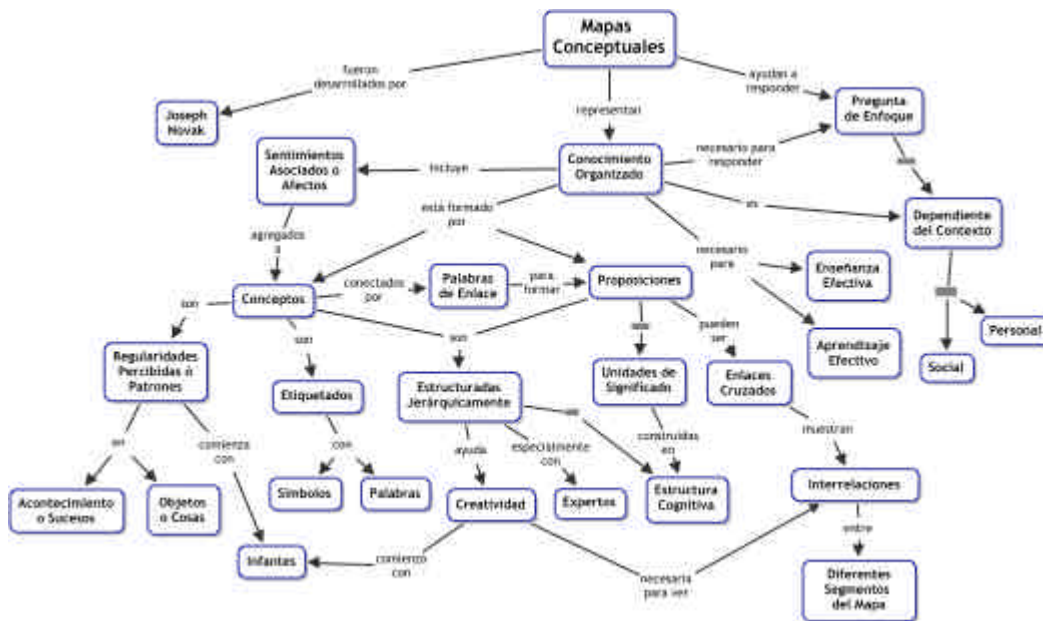 Mapas
Conceptuales
fueron
desarrollados por
ayudan a
responder
Joseph
Novak
representan
Pregunta
de Enfoque
Sentimientos
Asociados o
Afectos
incluye
Conocimiento
Organizado
necesario para
responder
es
Dependiente
del Contexto
está formado
por
agregados
a
necesario
para
Enseñanza
Efectiva
Conceptos
conectados
por
Palabras
de Enlace
para
formar
Proposiciones
son
son
son
pueden
ser
Personal
Regularidades
Percibidas ó
Patrones
Etiquetados
Estructuradas
Jerárquicamente
Unidades de
Significado
Enlaces
Cruzados
Aprendizaje
Efectivo
Social
en
comienza
con
con
ayuda
especialmente
con
construidas
en
muestran
Acontecimiento
o Sucesos
Objetos
o Cosas
Símbolos
Palabras
Creatividad
Expertos
Estructura
Cognitiva
Interrelaciones
Infantes
comienzo
con
necesaria
para ver
entre
Diferentes
Segmentos
del Mapa